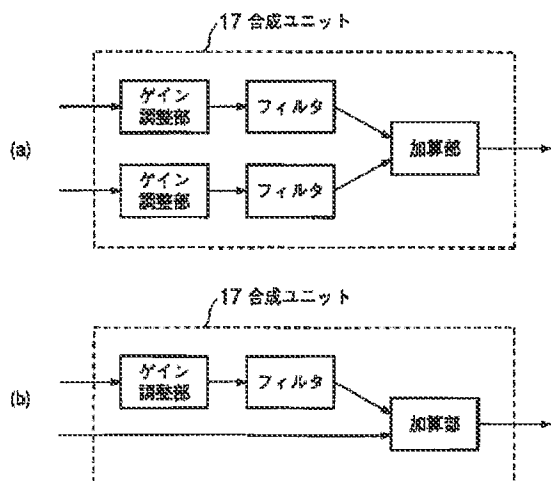 17 合成ユニット
ゲイン
調整部
フィルタ
(a)
加算部
ゲイン
調整部
フィルタ
17 合成ユニット
ゲイン
調整部
フィルタ
(b)
加算部